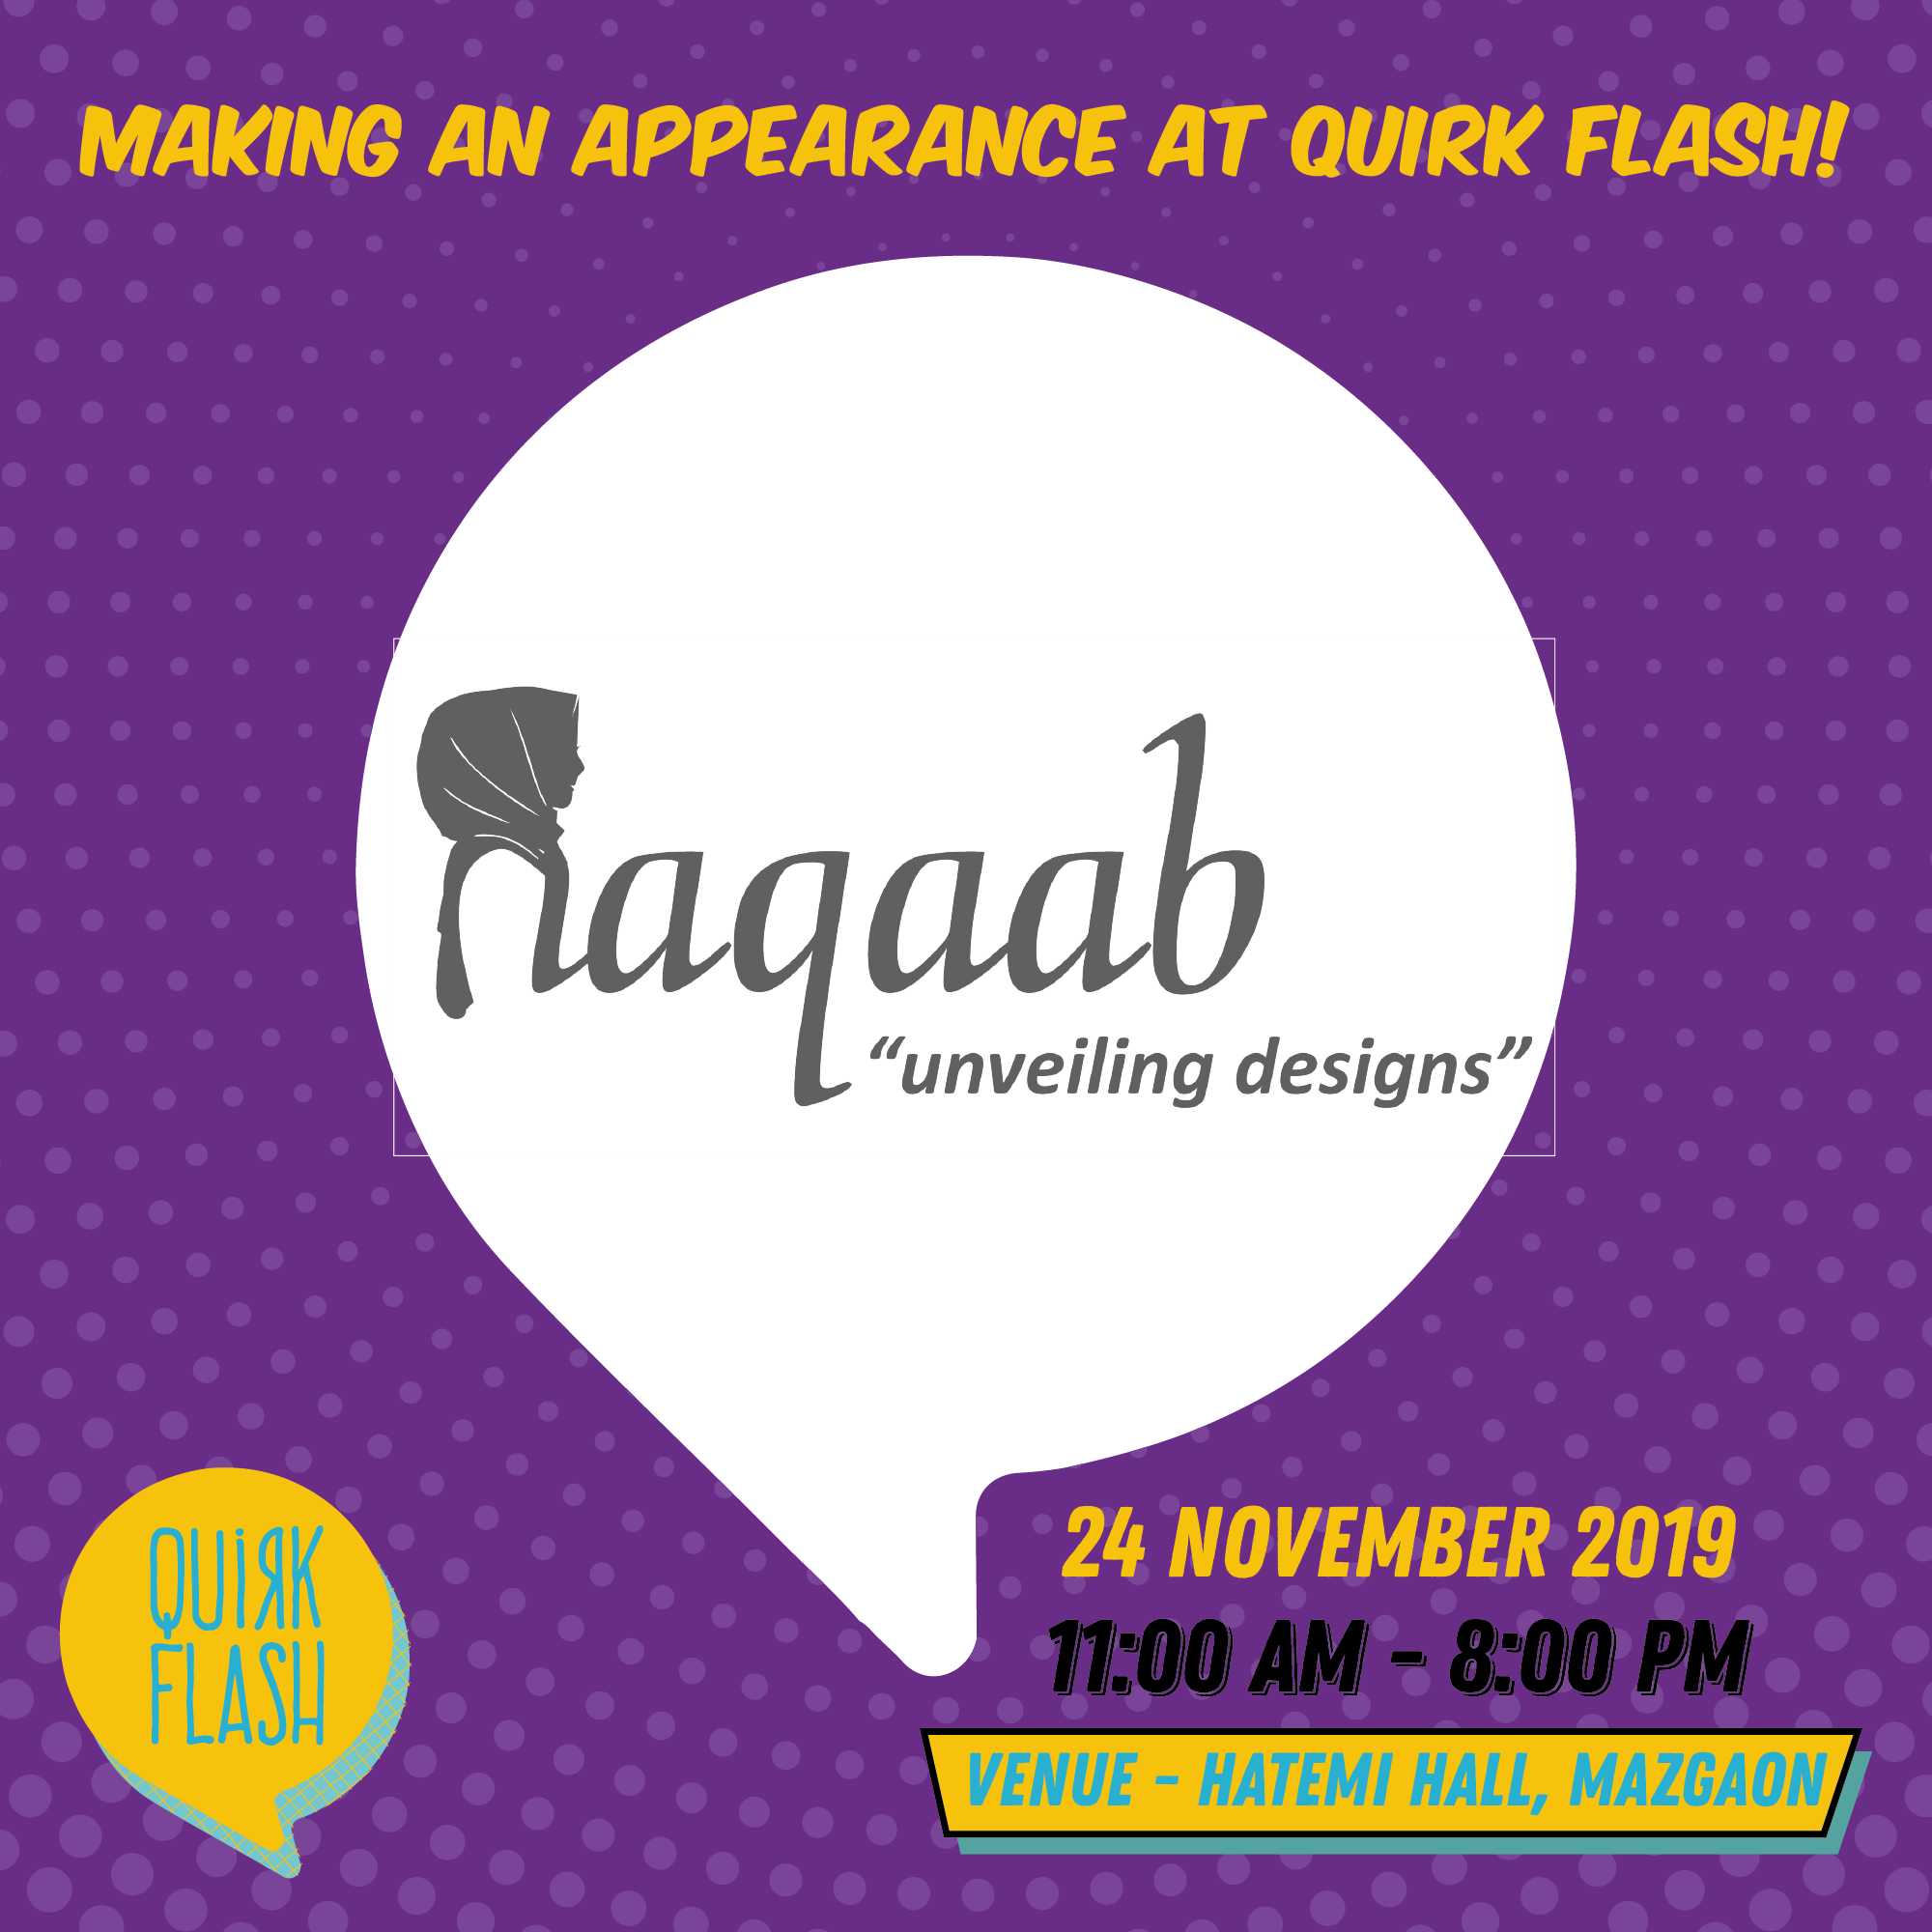 MAKING AN APPEARANCE AT QUIRK FLASH!
naqaab
“unveiling designs”
24 NOVEMBER 2019
11:00 AM - 8:00 PM
VENUE - HATEMI HALL, MAZGAON
QUiRK
FLASH